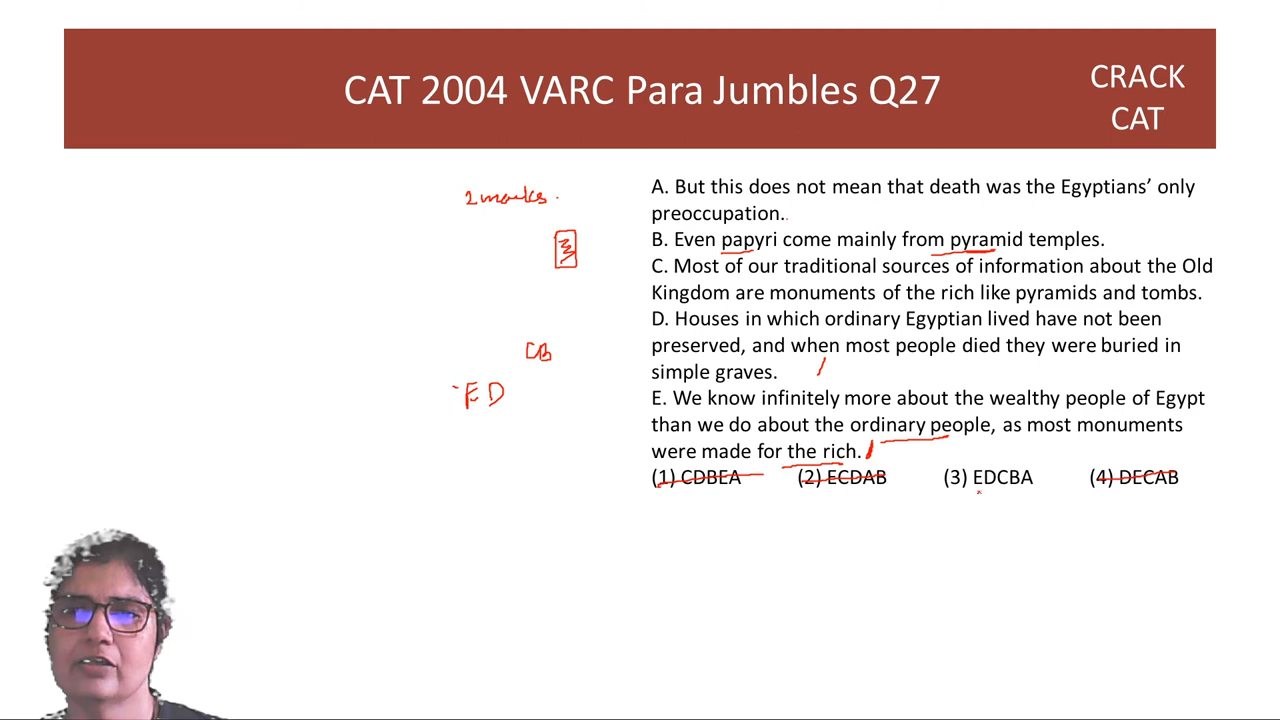 CAT 2004 VARC Para Jumbles Q27
CRACK
CAT
2 marks.
CB
ED
A. But this does not mean that death was the Egyptians’ only
preoccupation.
B. Even papyri come mainly from pyramid temples.
C. Most of our traditional sources of information about the Old
Kingdom are monuments of the rich like pyramids and tombs.
D. Houses in which ordinary Egyptian lived have not been
preserved, and when most people died they were buried in
simple graves.
E. We know infinitely more about the wealthy people of Egypt
than we do about the ordinary people, as most monuments
were made for the rich.
(1) CDBEA (2) ECDAB (3) EDCBA (4) DECAB